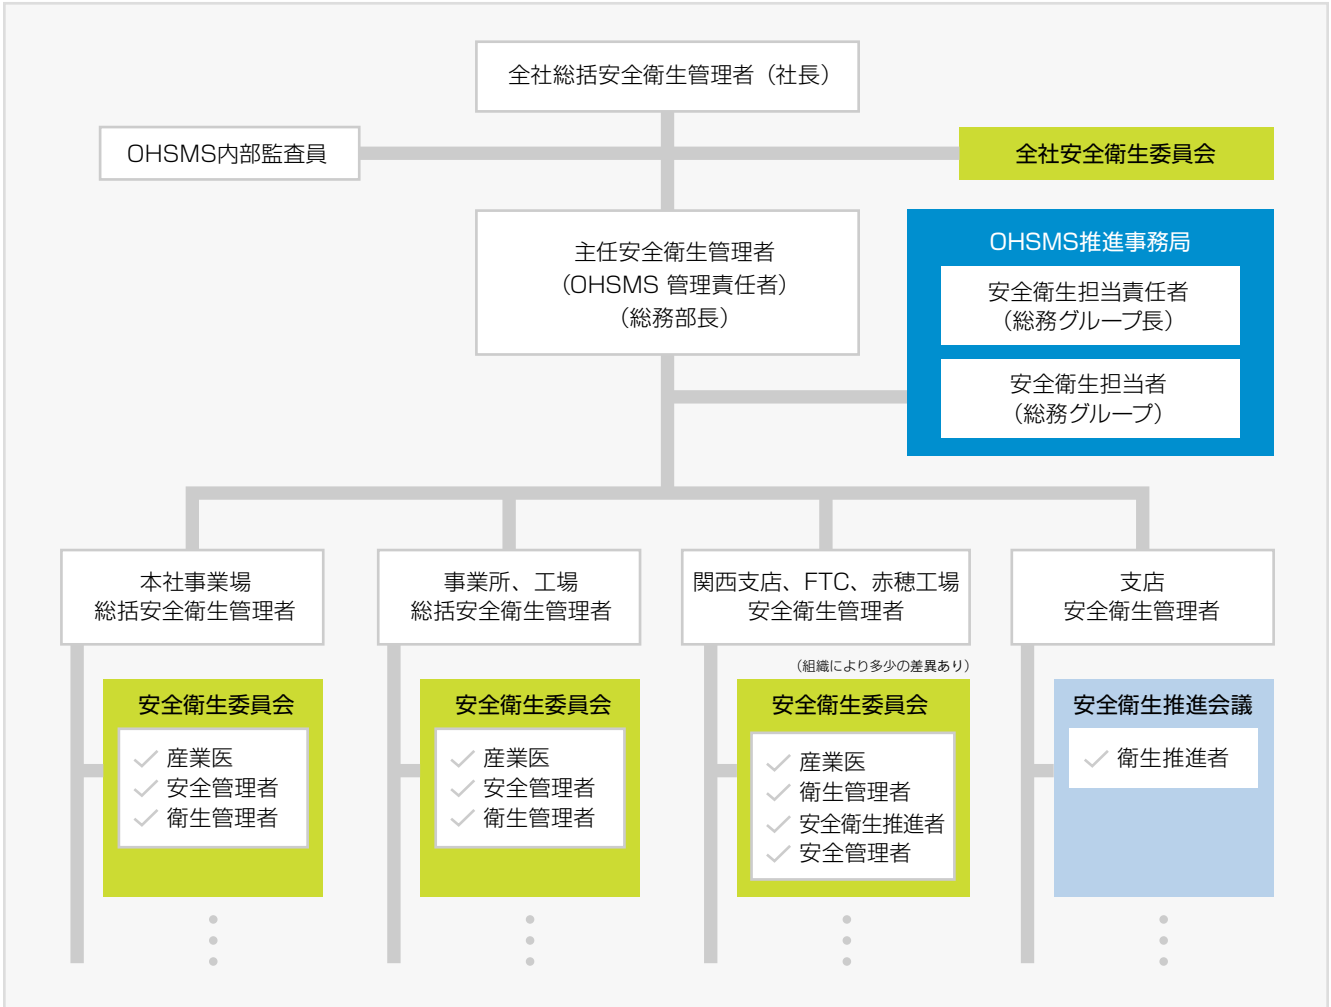 全社総括安全衛生管理者（社長）
OHSMS内部監査員
全社安全衛生委員会
主任安全衛生管理者
（OHSMS 管理責任者）
（総務部長）
OHSMS推進事務局
安全衛生担当責任者
（総務グループ長）
安全衛生担当者
（総務グループ）
本社事業場
総括安全衛生管理者
事業所、工場
総括安全衛生管理者
関西支店、FTC、赤穂工場
安全衛生管理者
支店
安全衛生管理者
（組織により多少の差異あり）
安全衛生委員会
産業医
安全管理者
衛生管理者
安全衛生委員会
産業医
安全管理者
衛生管理者
安全衛生委員会
産業医
衛生管理者
安全衛生推進者
安全管理者
安全衛生推進会議
衛生推進者